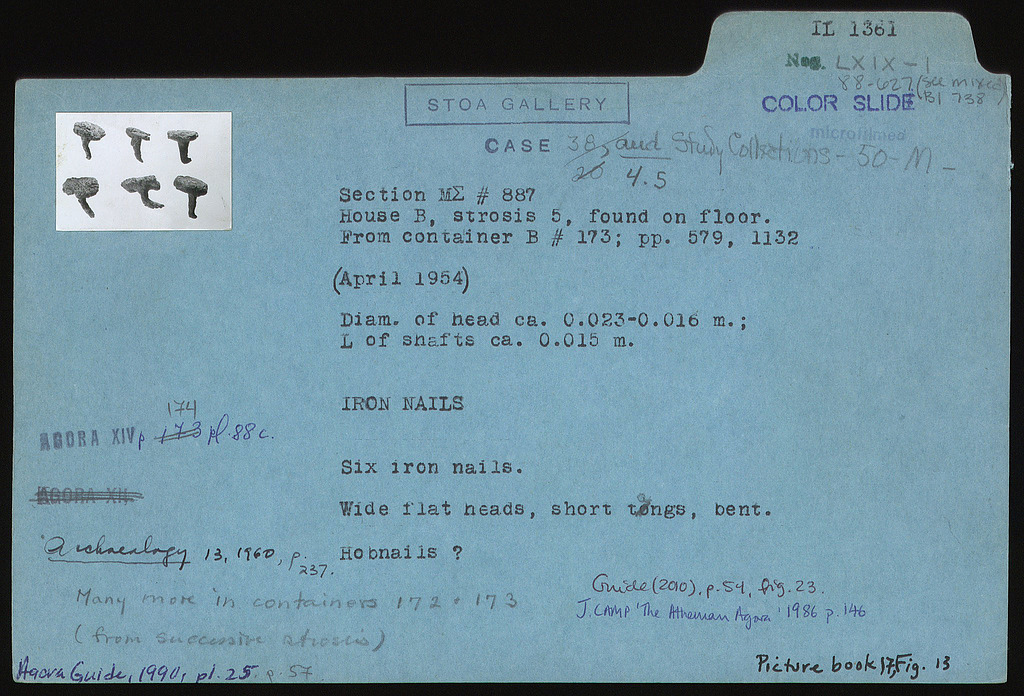 IL 1361
Neg. LXIX-1
88-627 (see mixed
BI 738)
COLOR SLIDE
microfilmed
STOA GALLERY
CASE 38, and Study Collections - 50-M -
20 4.5
Section ΜΣ # 887
House B, strosis 5, found on floor.
From container B # 173; pp. 579, 1132
(April 1954)
Diam. of head ca. 0.023-0.016 m.;
L of shafts ca. 0.015 m.
IRON NAILS
174
AGORA XIV p 173 pl. 88 c.
Six iron nails.
AGORA XII
Wide flat heads, short tangs, bent.
Hobnails ?
Archaeology 13, 1960, p. 237.
Guide (2010), p. 54, fig. 23.
Many more in containers 172 + 173
J. CAMP 'The Athenian Agora' 1986 p. 146
(from successive strosis)
Agora Guide, 1990, pl. 25 p. 57
Picture book 17, Fig. 13